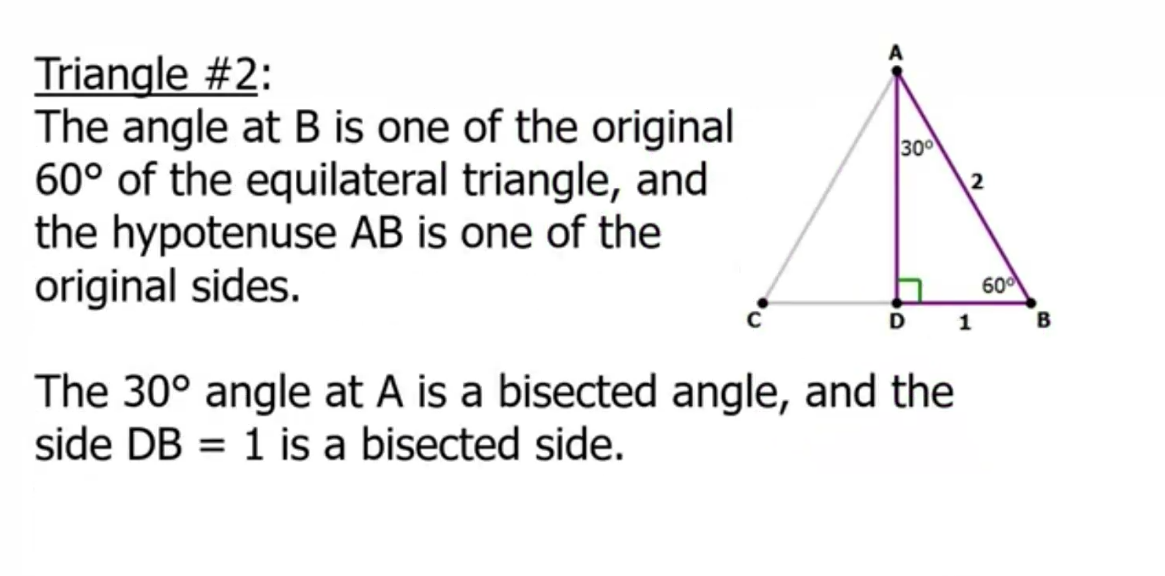 Triangle #2:
The angle at B is one of the original
60° of the equilateral triangle, and
the hypotenuse AB is one of the
original sides.
The 30° angle at A is a bisected angle, and the
side DB = 1 is a bisected side.
A
30°
2
60°
C
D
1
B